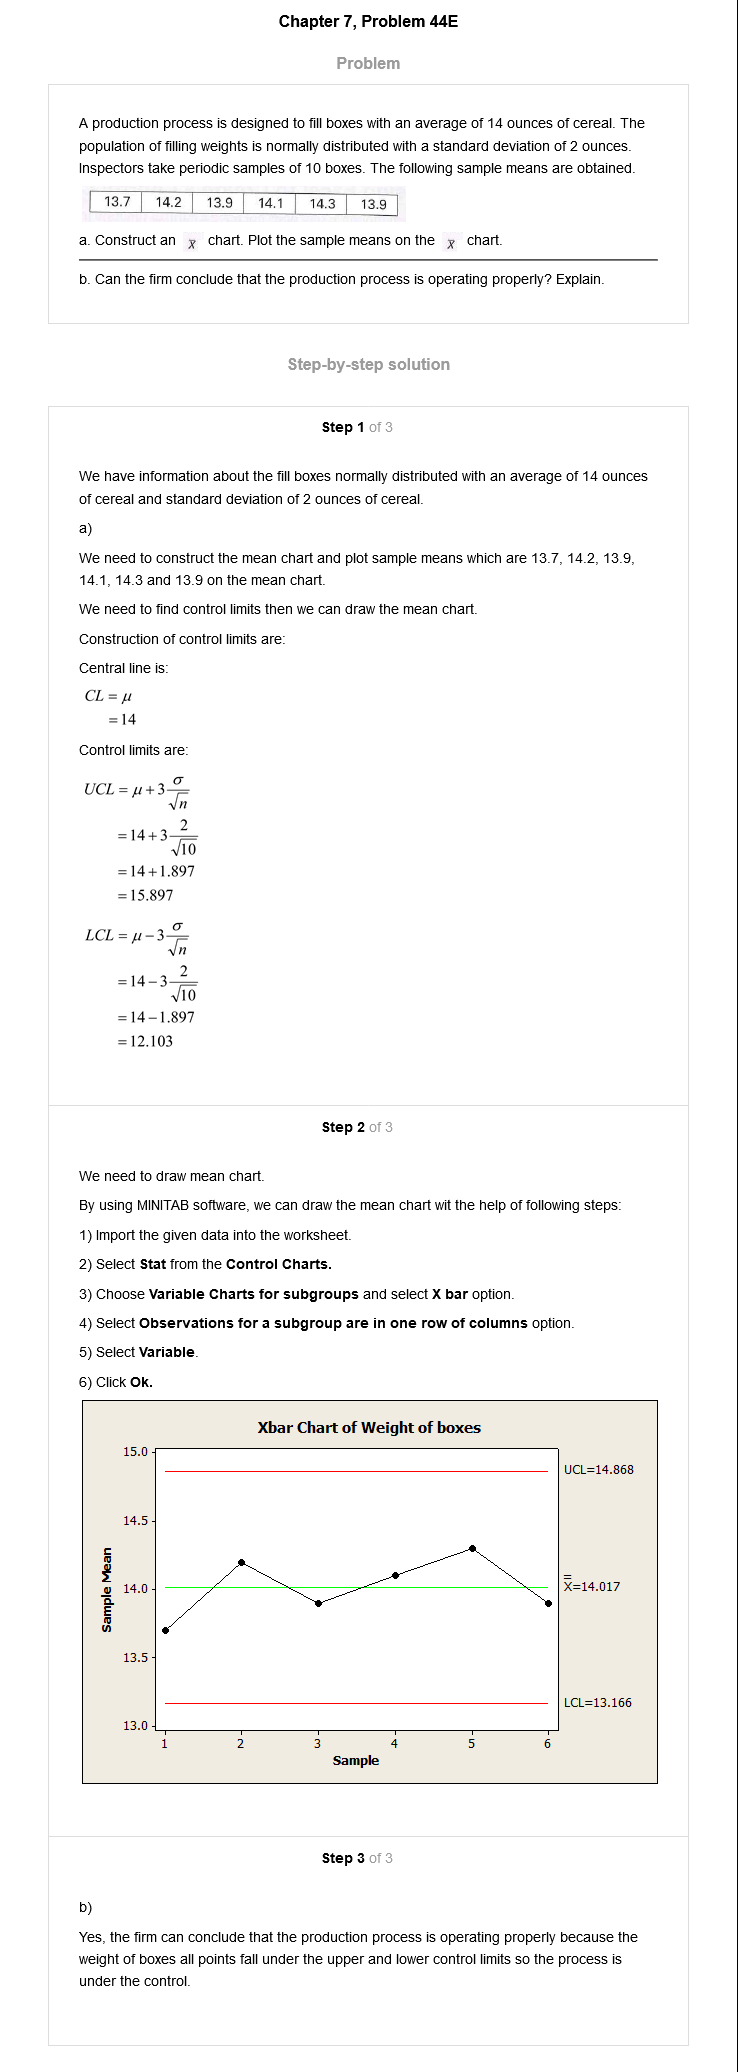 Chapter 7, Problem 44E
Problem
A production process is designed to fill boxes with an average of 14 ounces of cereal. The
population of filling weights is normally distributed with a standard deviation of 2 ounces.
Inspectors take periodic samples of 10 boxes. The following sample means are obtained.
13.7 14.2 13.9 14.1 14.3 13.9
a. Construct an x̄ chart. Plot the sample means on the x̄ chart.
b. Can the firm conclude that the production process is operating properly? Explain.
Step-by-step solution
Step 1 of 3
We have information about the fill boxes normally distributed with an average of 14 ounces
of cereal and standard deviation of 2 ounces of cereal.
a)
We need to construct the mean chart and plot sample means which are 13.7, 14.2, 13.9,
14.1, 14.3 and 13.9 on the mean chart.
We need to find control limits then we can draw the mean chart.
Construction of control limits are:
Central line is:
CL = μ
= 14
Control limits are:
UCL = μ + 3 σ/√n
= 14 + 3 2/√10
= 14 + 1.897
= 15.897
LCL = μ − 3 σ/√n
= 14 − 3 2/√10
= 14 − 1.897
= 12.103
Step 2 of 3
We need to draw mean chart.
By using MINITAB software, we can draw the mean chart wit the help of following steps:
1) Import the given data into the worksheet.
2) Select Stat from the Control Charts.
3) Choose Variable Charts for subgroups and select X bar option.
4) Select Observations for a subgroup are in one row of columns option.
5) Select Variable.
6) Click Ok.
Xbar Chart of Weight of boxes
15.0
UCL=14.868
14.5
Sample Mean
14.0
X̿=14.017
13.5
LCL=13.166
13.0
1 2 3 4 5 6
Sample
Step 3 of 3
b)
Yes, the firm can conclude that the production process is operating properly because the
weight of boxes all points fall under the upper and lower control limits so the process is
under the control.